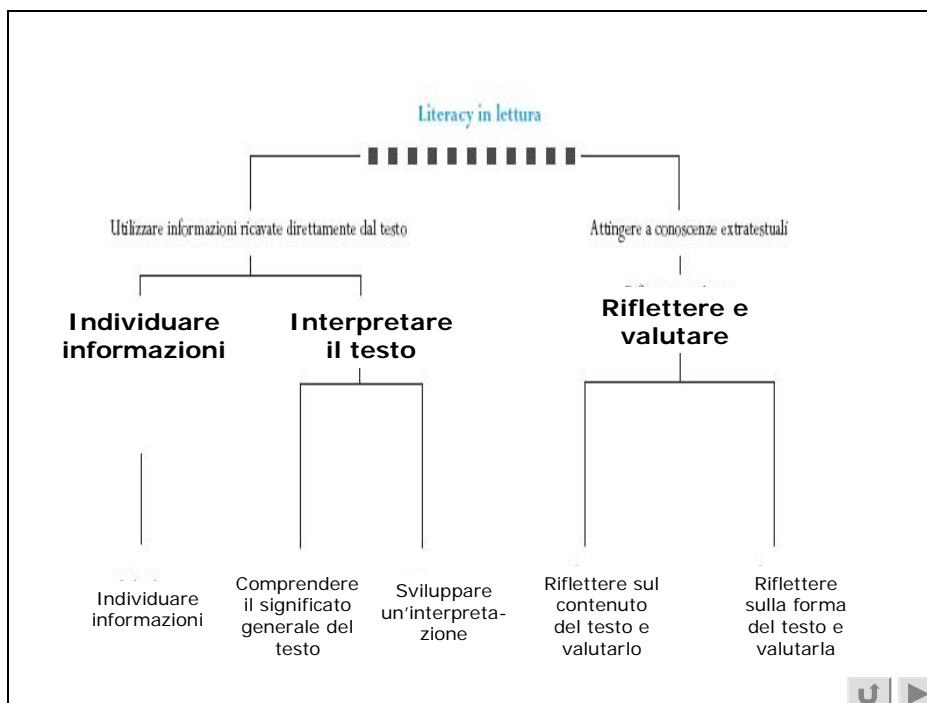 Literacy in lettura
Utilizzare informazioni ricavate direttamente dal testo
Attingere a conoscenze extratestuali
Individuare
informazioni
Interpretare
il testo
Riflettere e
valutare
Individuare
informazioni
Comprendere
il significato
generale del
testo
Sviluppare
un'interpreta-
zione
Riflettere sul
contenuto
del testo e
valutarlo
Riflettere
sulla forma
del testo e
valutarla